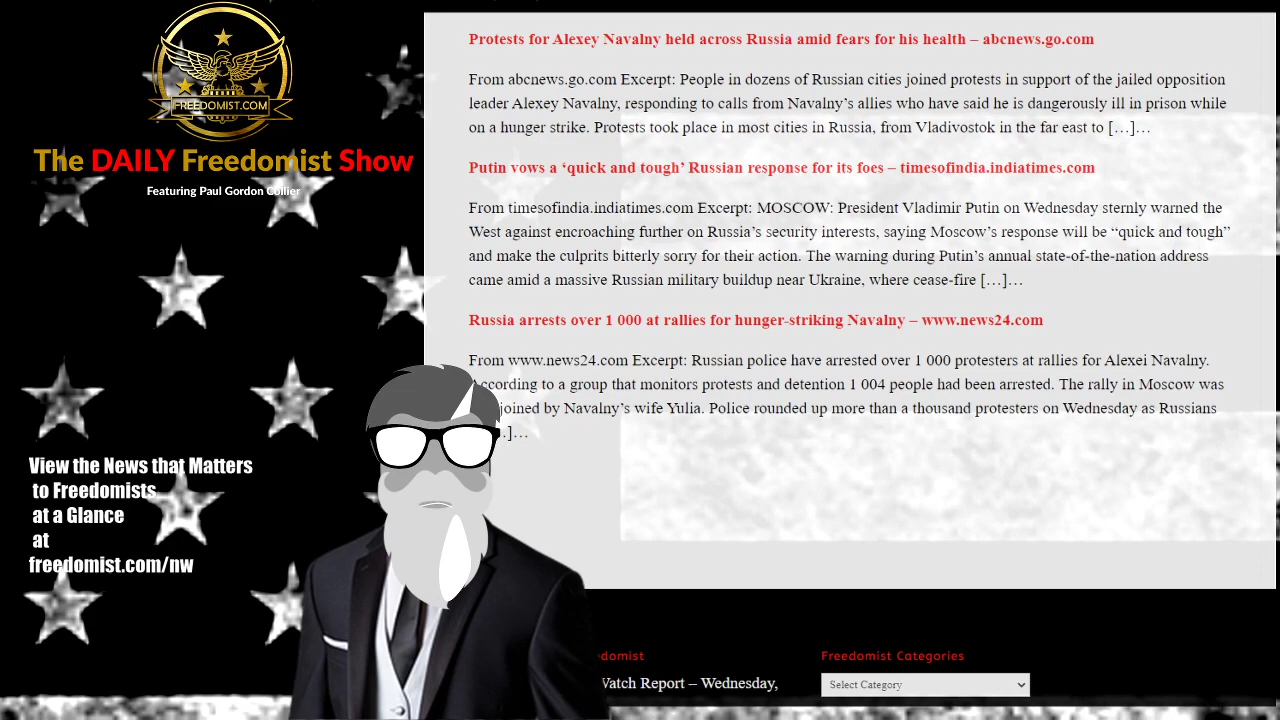 FREEDOMIST.COM
The DAILY Freedomist Show
Featuring Paul Gordon Collier
View the News that Matters
to Freedomists
at a Glance
at
freedomist.com/nw
Protests for Alexey Navalny held across Russia amid fears for his health – abcnews.go.com
From abcnews.go.com Excerpt: People in dozens of Russian cities joined protests in support of the jailed opposition
leader Alexey Navalny, responding to calls from Navalny’s allies who have said he is dangerously ill in prison while
on a hunger strike. Protests took place in most cities in Russia, from Vladivostok in the far east to […]…
Putin vows a ‘quick and tough’ Russian response for its foes – timesofindia.indiatimes.com
From timesofindia.indiatimes.com Excerpt: MOSCOW: President Vladimir Putin on Wednesday sternly warned the
West against encroaching further on Russia’s security interests, saying Moscow’s response will be “quick and tough”
and make the culprits bitterly sorry for their action. The warning during Putin’s annual state-of-the-nation address
came amid a massive Russian military buildup near Ukraine, where cease-fire […]…
Russia arrests over 1 000 at rallies for hunger-striking Navalny – www.news24.com
From www.news24.com Excerpt: Russian police have arrested over 1 000 protesters at rallies for Alexei Navalny.
According to a group that monitors protests and detention 1 004 people had been arrested. The rally in Moscow was
joined by Navalny’s wife Yulia. Police rounded up more than a thousand protesters on Wednesday as Russians
.]…
domist
Watch Report – Wednesday,
Freedomist Categories
Select Category